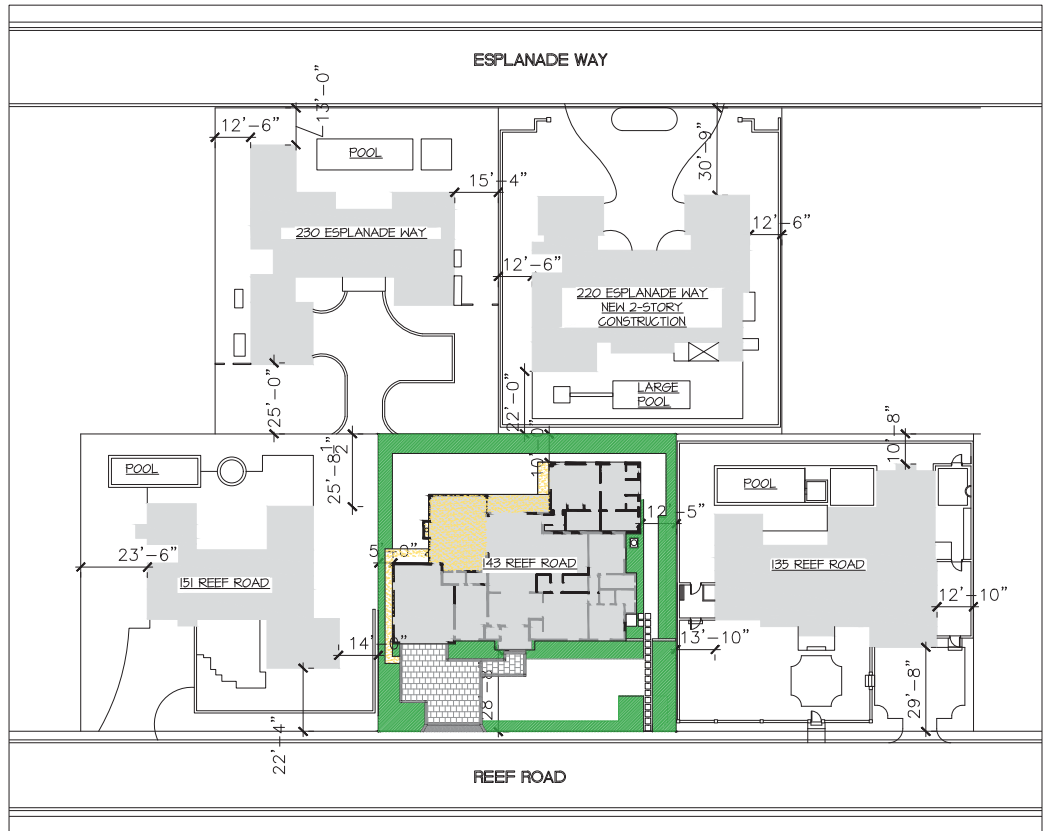 ESPLANADE WAY
13'-0"
12'-6"
POOL
30'-9"
15'-4"
12'-6"
230 ESPLANADE WAY
12'-6"
220 ESPLANADE WAY
NEW 2-STORY
CONSTRUCTION
25'-0"
22'-0"
LARGE
POOL
10'-8"
25'-8 1/2"
POOL
POOL
12'-5"
23'-6"
5'-0"
143 REEF ROAD
135 REEF ROAD
151 REEF ROAD
12'-10"
14'-
13'-10"
29'-8"
22'-4"
REEF ROAD